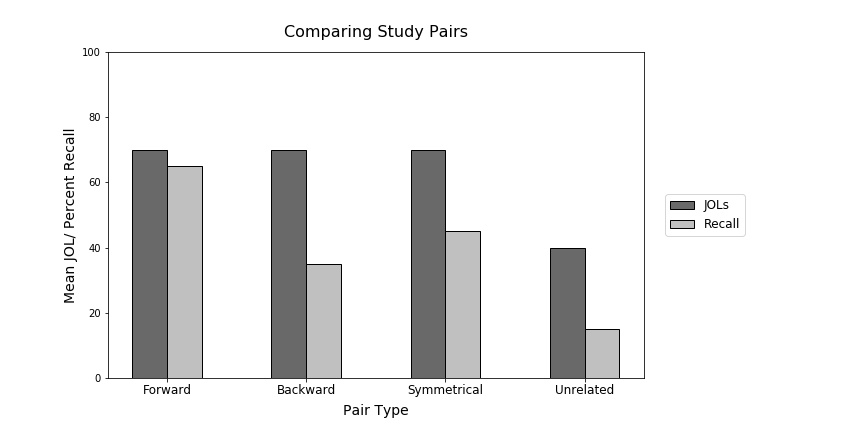 Comparing Study Pairs
100
80
60
40
20
0
Mean JOL/ Percent Recall
Forward
Backward
Symmetrical
Unrelated
Pair Type
JOLs
Recall